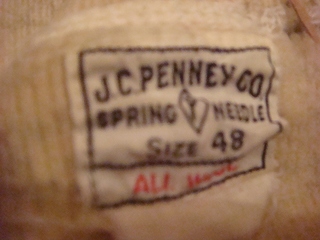 J.C. PENNEY CO
SPRING NEEDLE
SIZE 48
ALL WOOL